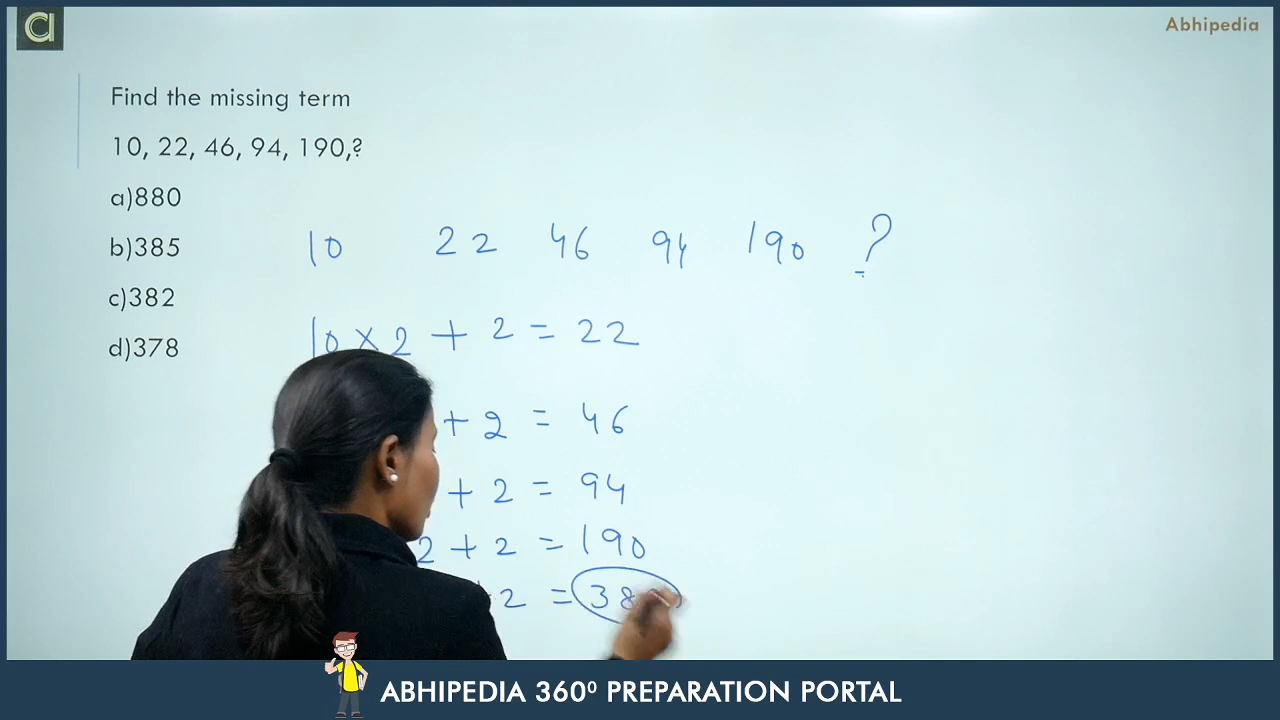 Abhipedia
Find the missing term
10, 22, 46, 94, 190,?
a)880
b)385
c)382
d)378
10 22 46 94 190 ?
10 × 2 + 2 = 22
+ 2 = 46
+ 2 = 94
2 + 2 = 190
2 = 38
ABHIPEDIA 360⁰ PREPARATION PORTAL